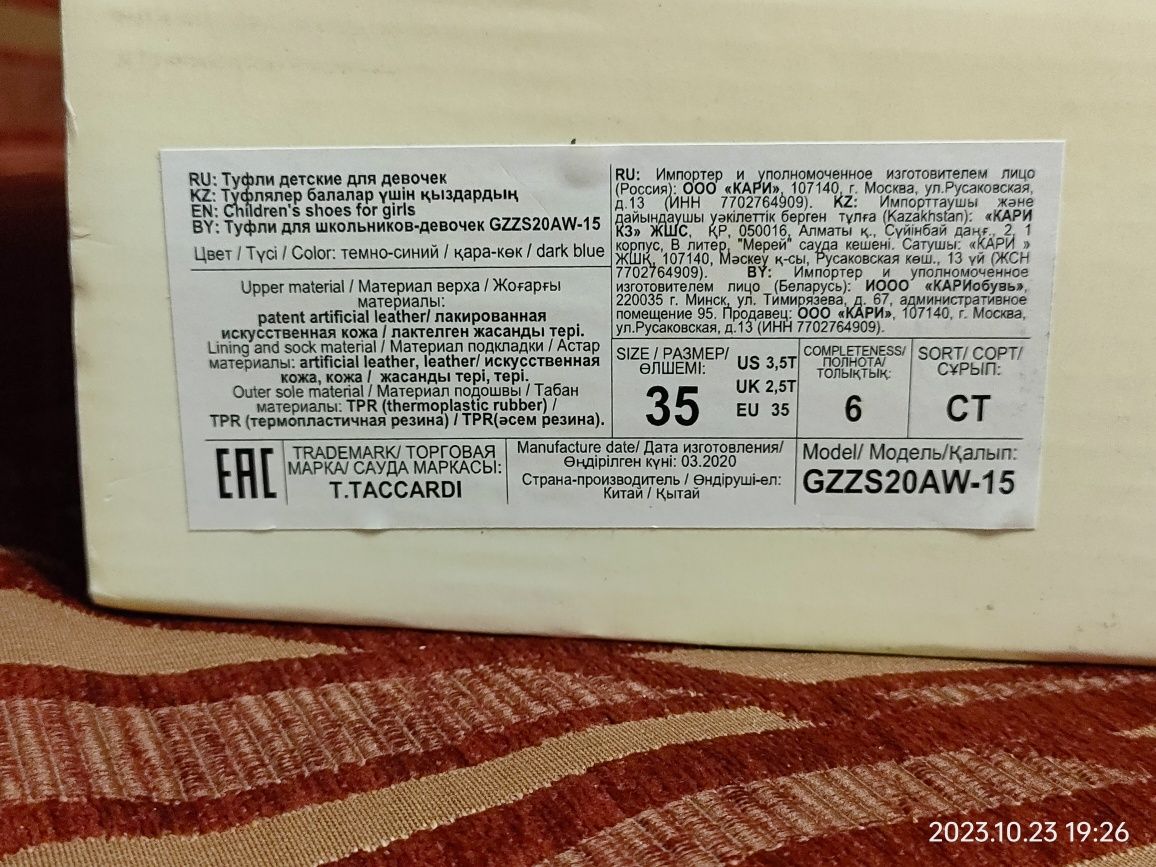 RU: Туфли детские для девочек
KZ: Туфлялер балалар үшін қыздардың
EN: Children's shoes for girls
BY: Туфли для школьников-девочек GZZS20AW-15
Цвет / Түсі / Color: темно-синий / қара-көк / dark blue
Upper material / Материал верха / Жоғарғы
материалы:
patent artificial leather/ лакированная
искусственная кожа / лактелген жасанды тері.
Lining and sock material / Материал подкладки / Астар
материалы: artificial leather, leather/ искусственная
кожа, кожа / жасанды тері, тері.
Outer sole material / Материал подошвы / Табан
материалы: TPR (thermoplastic rubber) /
TPR (термопластичная резина) / TPR(әсем резина).
RU: Импортер и уполномоченное изготовителем лицо
(Россия): ООО «КАРИ», 107140, г. Москва, ул.Русаковская,
д.13 (ИНН 7702764909). KZ: Импорттаушы және
дайындаушы уәкілеттік берген тұлға (Kazakhstan): «КАРИ
КЗ» ЖШС, ҚР, 050016, Алматы қ., Сүйінбай даңғ., 2, 1
корпус, В литер, "Мерей" сауда кешені. Сатушы: «КАРИ »
ЖШҚ, 107140, Мәскеу қ-сы, Русаковская көш., 13 үй (ЖСН
7702764909). BY: Импортер и уполномоченное
изготовителем лицо (Беларусь): ИООО «КАРИобувь»,
220035 г. Минск, ул. Тимирязева, д. 67, административное
помещение 95. Продавец: ООО «КАРИ», 107140, г. Москва,
ул.Русаковская, д.13 (ИНН 7702764909).
SIZE / РАЗМЕР/
ӨЛШЕМІ:
35
US 3,5T
UK 2,5T
EU 35
COMPLETENESS/
ПОЛНОТА/
ТОЛЫҚТЫҚ:
6
SORT/ СОРТ/
СҰРЫП:
СТ
EAC
TRADEMARK/ ТОРГОВАЯ
МАРКА/ САУДА МАРКАСЫ:
T.TACCARDI
Manufacture date/ Дата изготовления/
Өңдірілген күні: 03.2020
Страна-производитель / Өндіруші-ел:
Китай / Қытай
Model/ Модель/Қалып:
GZZS20AW-15
2023.10.23 19:26